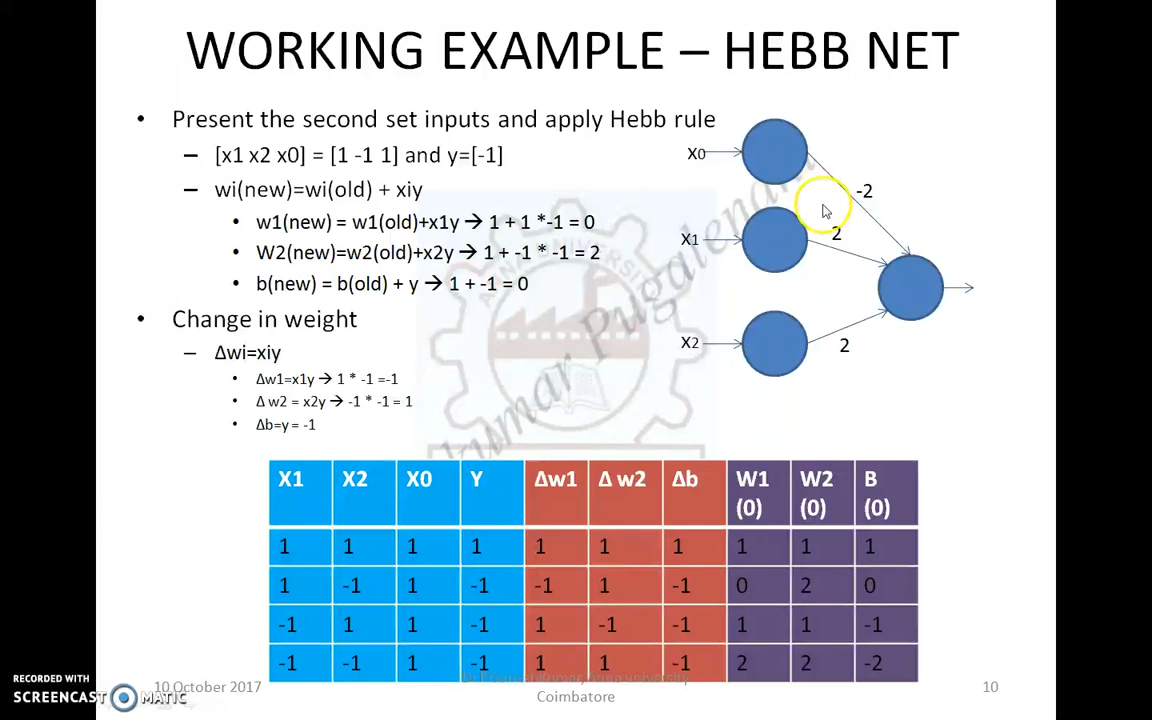 WORKING EXAMPLE – HEBB NET
• Present the second set inputs and apply Hebb rule
– [x1 x2 x0] = [1 -1 1] and y=[-1]
– wi(new)=wi(old) + xiy
• w1(new) = w1(old)+x1y → 1 + 1 *-1 = 0
• W2(new)=w2(old)+x2y → 1 + -1 * -1 = 2
• b(new) = b(old) + y → 1 + -1 = 0
• Change in weight
– Δwi=xiy
• Δw1=x1y → 1 * -1 =-1
• Δ w2 = x2y → -1 * -1 = 1
• Δb=y = -1
X0
-2
X1
2
X2
2
X1 X2 X0 Y Δw1 Δ w2 Δb W1 (0) W2 (0) B (0)
1 1 1 1 1 1 1 1 1 1
1 -1 1 -1 -1 1 -1 0 2 0
-1 1 1 -1 1 -1 -1 1 1 -1
-1 -1 1 -1 1 1 -1 2 2 -2
RECORDED WITH
SCREENCAST MATIC
10 October 2017
University
Coimbatore
10